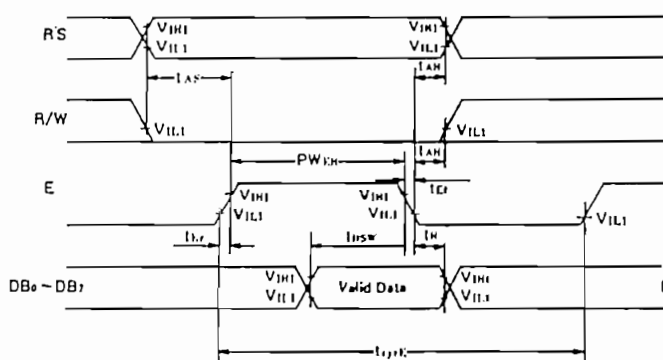 RS
VIH1
VIL1
VIH1
VIL1
tAS
tAH
R/W
VIL1
VIL1
PWEH
tAH
E
tEf
VIH1
VIL1
VIH1
VIL1
VIL1
tEr
tDSW
tH
DB0~DB7
VIH1
VIL1
Valid Data
VIH1
VIL1
tcycE